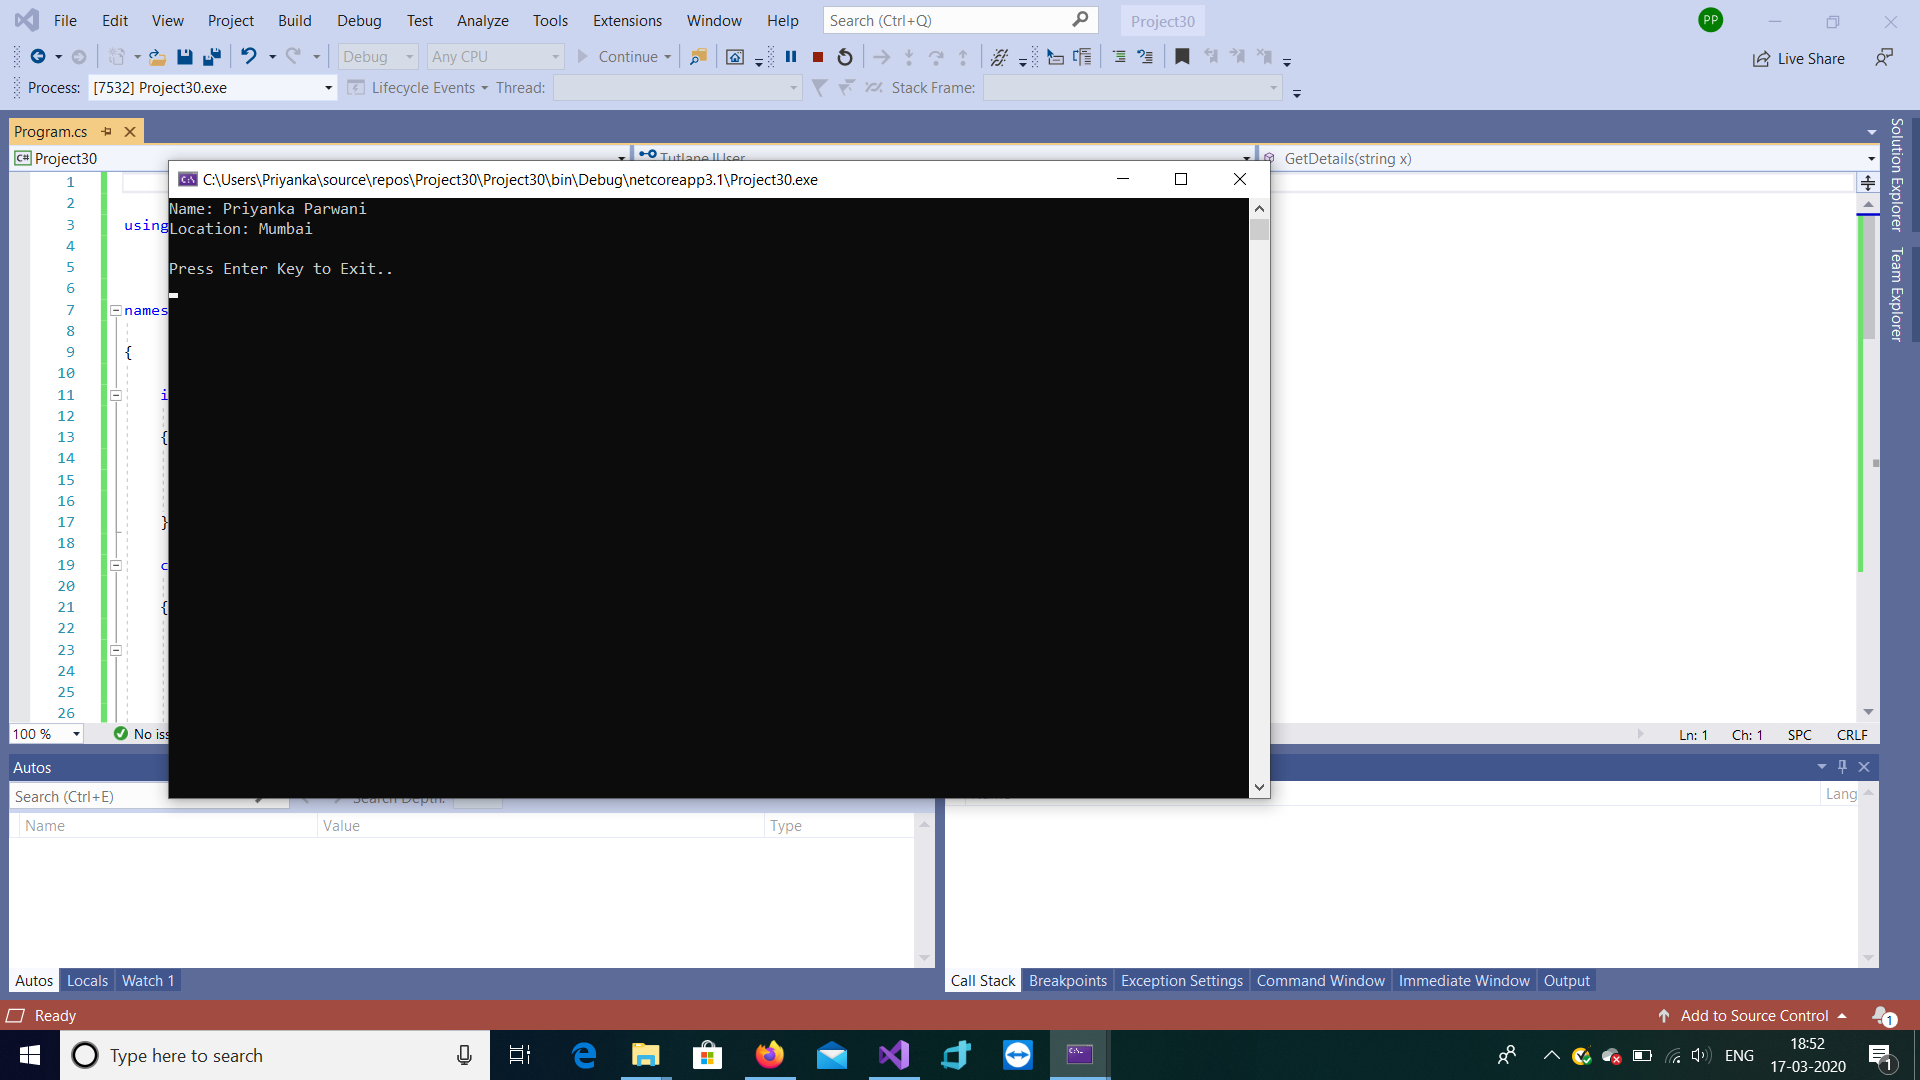 File Edit View Project Build Debug Test Analyze Tools Extensions Window Help Search (Ctrl+Q) Project30 PP
Debug Any CPU Continue Live Share
Process: [7532] Project30.exe Lifecycle Events Thread: Stack Frame:
Program.cs
C# Project30 GetDetails(string x)
C:\Users\Priyanka\source\repos\Project30\Project30\bin\Debug\netcoreapp3.1\Project30.exe
Name: Priyanka Parwani
Location: Mumbai
Press Enter Key to Exit..
1
2
3 using
4
5
6
7 names
8
9 {
10
11 i
12
13 {
14
15
16
17 }
18
19 c
20
21 {
22
23
24
25
26
Solution Explorer
Team Explorer
100 % No iss Ln: 1 Ch: 1 SPC CRLF
Autos
Search (Ctrl+E) Search Depth: Lang
Name Value Type
Autos Locals Watch 1 Call Stack Breakpoints Exception Settings Command Window Immediate Window Output
Ready Add to Source Control 1
Type here to search ENG 18:52
17-03-2020 1